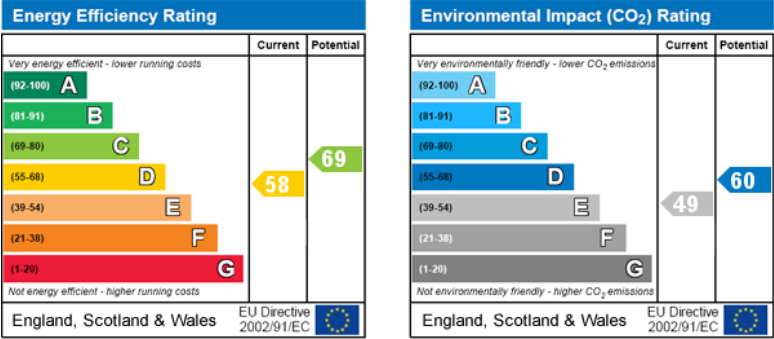 Energy Efficiency Rating
Current Potential
Very energy efficient - lower running costs
(92-100) A
(81-91) B
(69-80) C
69
(55-68) D
58
(39-54) E
(21-38) F
(1-20) G
Not energy efficient - higher running costs
England, Scotland & Wales
EU Directive
2002/91/EC
Environmental Impact (CO₂) Rating
Current Potential
Very environmentally friendly - lower CO₂ emissions
(92-100) A
(81-91) B
(69-80) C
(55-68) D
60
(39-54) E
49
(21-38) F
(1-20) G
Not environmentally friendly - higher CO₂ emissions
England, Scotland & Wales
EU Directive
2002/91/EC